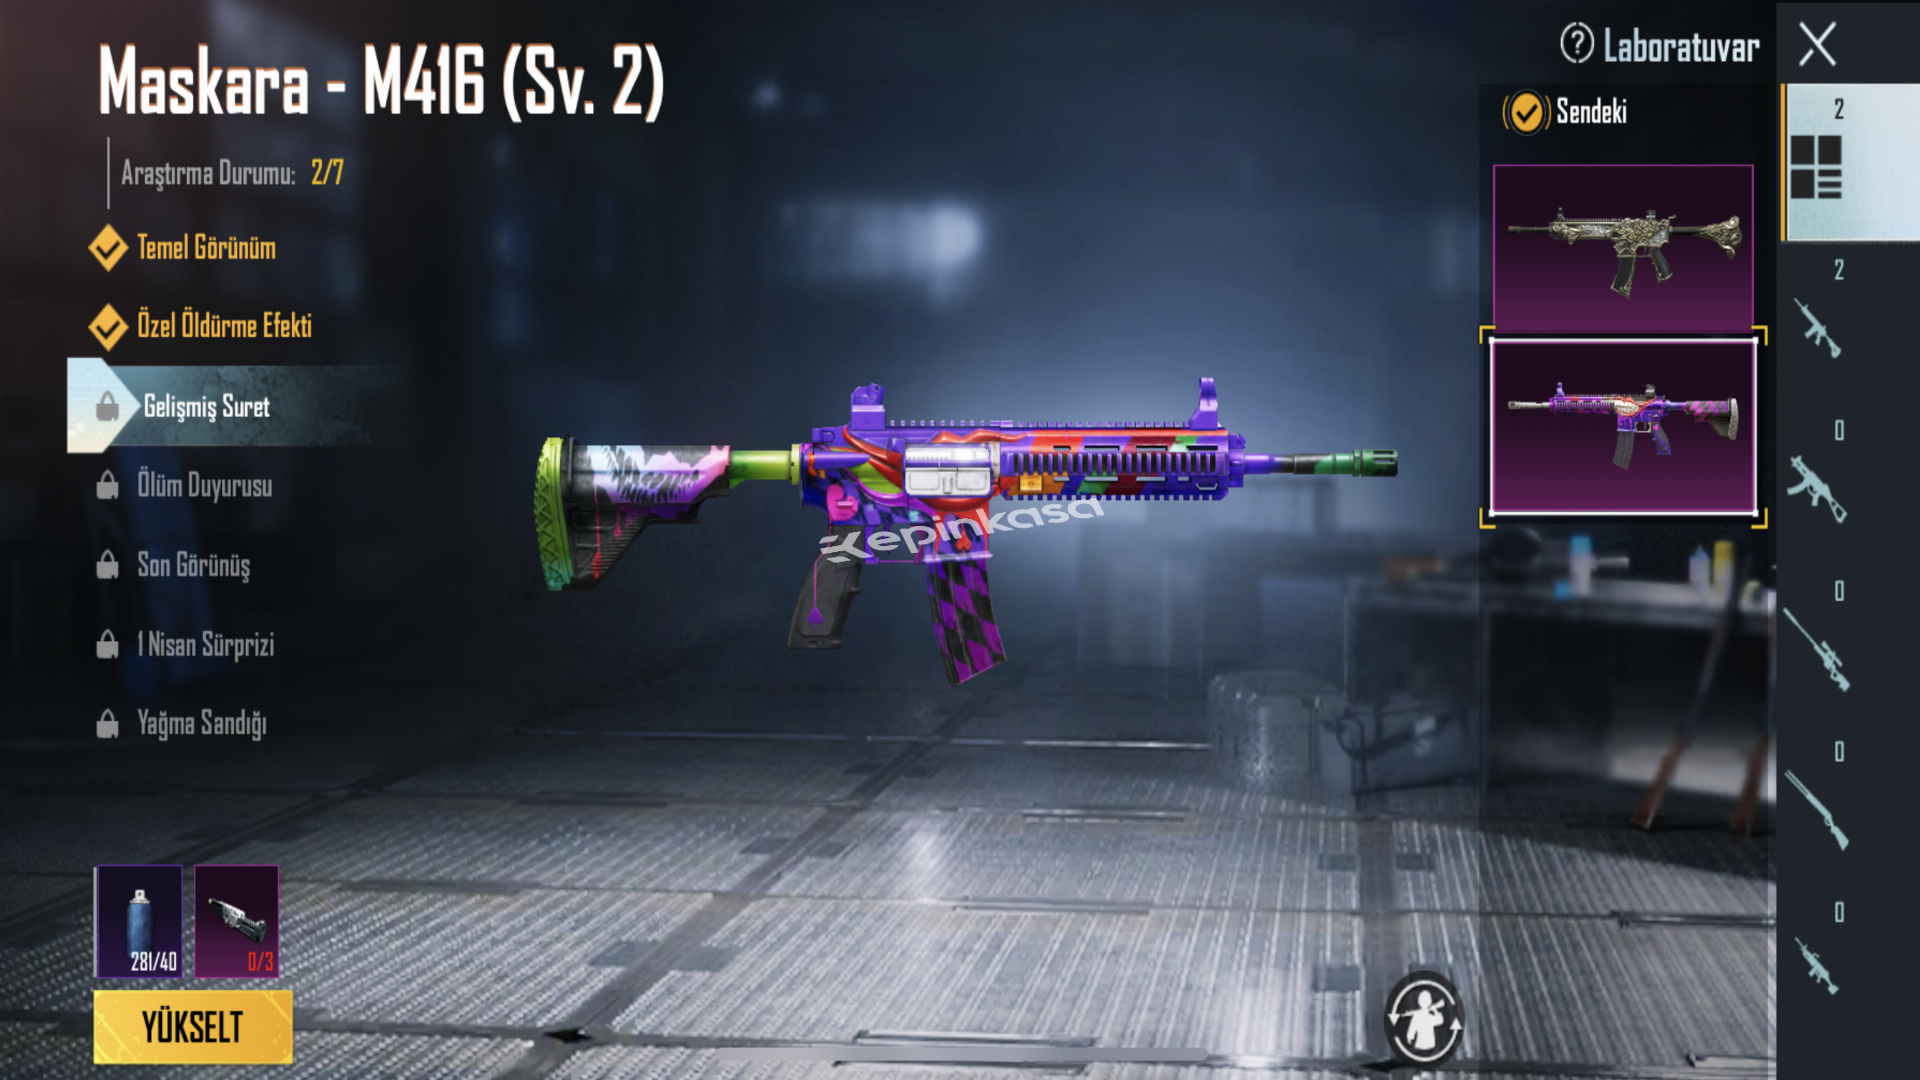 Maskara - M416 (Sv. 2)
Araştırma Durumu: 2/7
Temel Görünüm
Özel Öldürme Efekti
Gelişmiş Suret
Ölüm Duyurusu
Son Görünüş
1 Nisan Sürprizi
Yağma Sandığı
281/40
0/3
YÜKSELT
epinkasa
? Laboratuvar
Sendeki
2
2
0
0
0
0